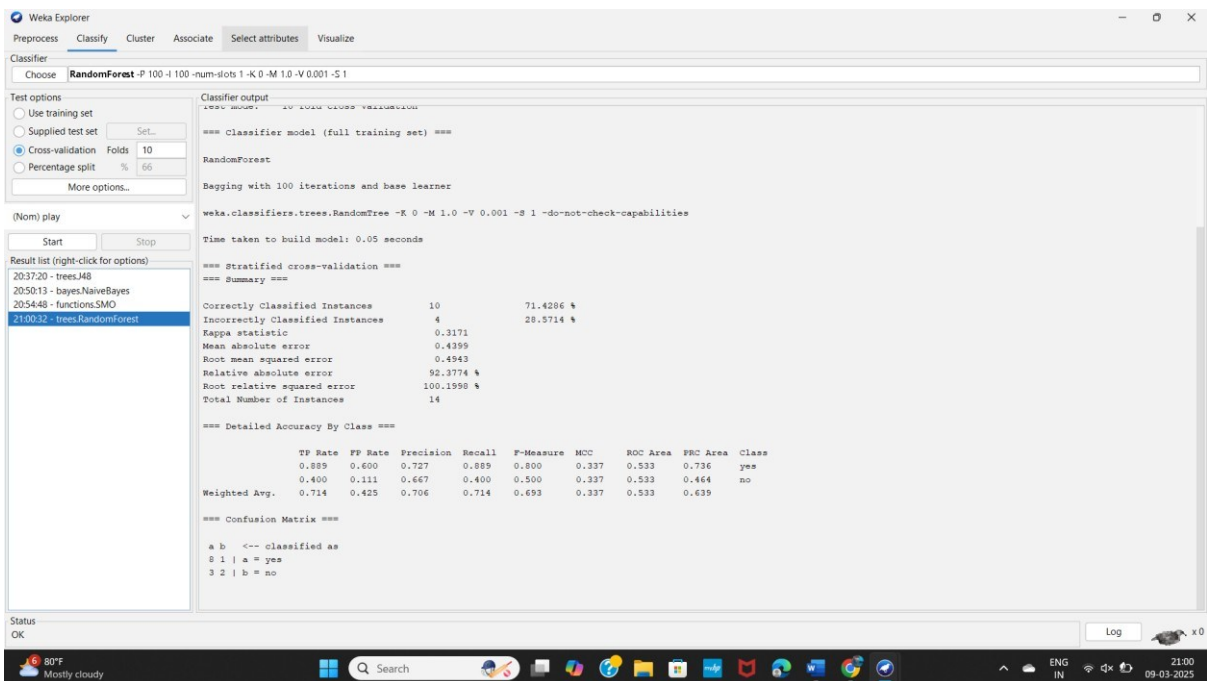 Weka Explorer
Preprocess Classify Cluster Associate Select attributes Visualize
Classifier
Choose RandomForest -P 100 -I 100 -num-slots 1 -K 0 -M 1.0 -V 0.001 -S 1
Test options
Use training set
Supplied test set Set...
Cross-validation Folds 10
Percentage split % 66
More options...
(Nom) play
Start Stop
Result list (right-click for options)
20:37:20 - trees.J48
20:50:13 - bayes.NaiveBayes
20:54:48 - functions.SMO
21:00:32 - trees.RandomForest
Classifier output
Test mode: 10-fold cross-validation
=== Classifier model (full training set) ===
RandomForest
Bagging with 100 iterations and base learner
weka.classifiers.trees.RandomTree -K 0 -M 1.0 -V 0.001 -S 1 -do-not-check-capabilities
Time taken to build model: 0.05 seconds
=== Stratified cross-validation ===
=== Summary ===
Correctly Classified Instances 10 71.4286 %
Incorrectly Classified Instances 4 28.5714 %
Kappa statistic 0.3171
Mean absolute error 0.4399
Root mean squared error 0.4943
Relative absolute error 92.3774 %
Root relative squared error 100.1998 %
Total Number of Instances 14
=== Detailed Accuracy By Class ===
TP Rate FP Rate Precision Recall F-Measure MCC ROC Area PRC Area Class
0.889 0.600 0.727 0.889 0.800 0.337 0.533 0.736 yes
0.400 0.111 0.667 0.400 0.500 0.337 0.533 0.464 no
Weighted Avg. 0.714 0.425 0.706 0.714 0.693 0.337 0.533 0.639
=== Confusion Matrix ===
a b <-- classified as
8 1 | a = yes
3 2 | b = no
Status
OK
Log
x 0
6
80°F
Mostly cloudy
Search
ENG
IN
21:00
09-03-2025